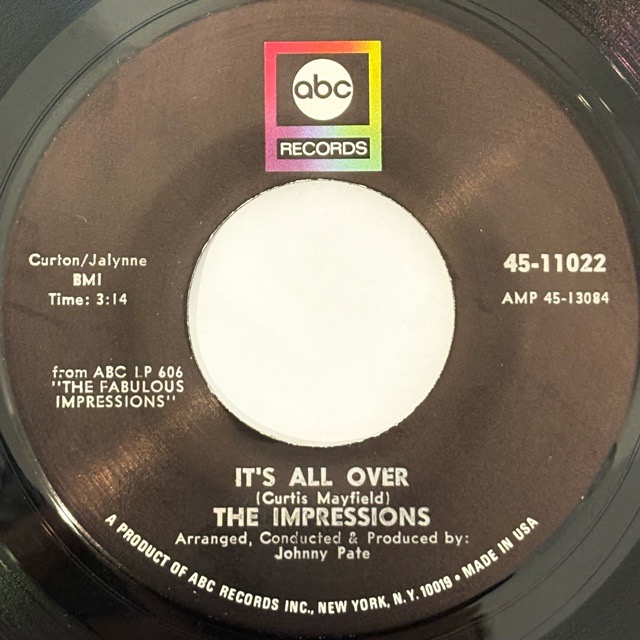 abc
RECORDS
Curton/Jalynne
BMI
Time: 3:14
45-11022
AMP 45-13084
from ABC LP 606
"THE FABULOUS
IMPRESSIONS"
IT'S ALL OVER
(Curtis Mayfield)
THE IMPRESSIONS
Arranged, Conducted & Produced by:
Johnny Pate
A PRODUCT OF ABC RECORDS INC., NEW YORK, N.Y. 10019 • MADE IN USA